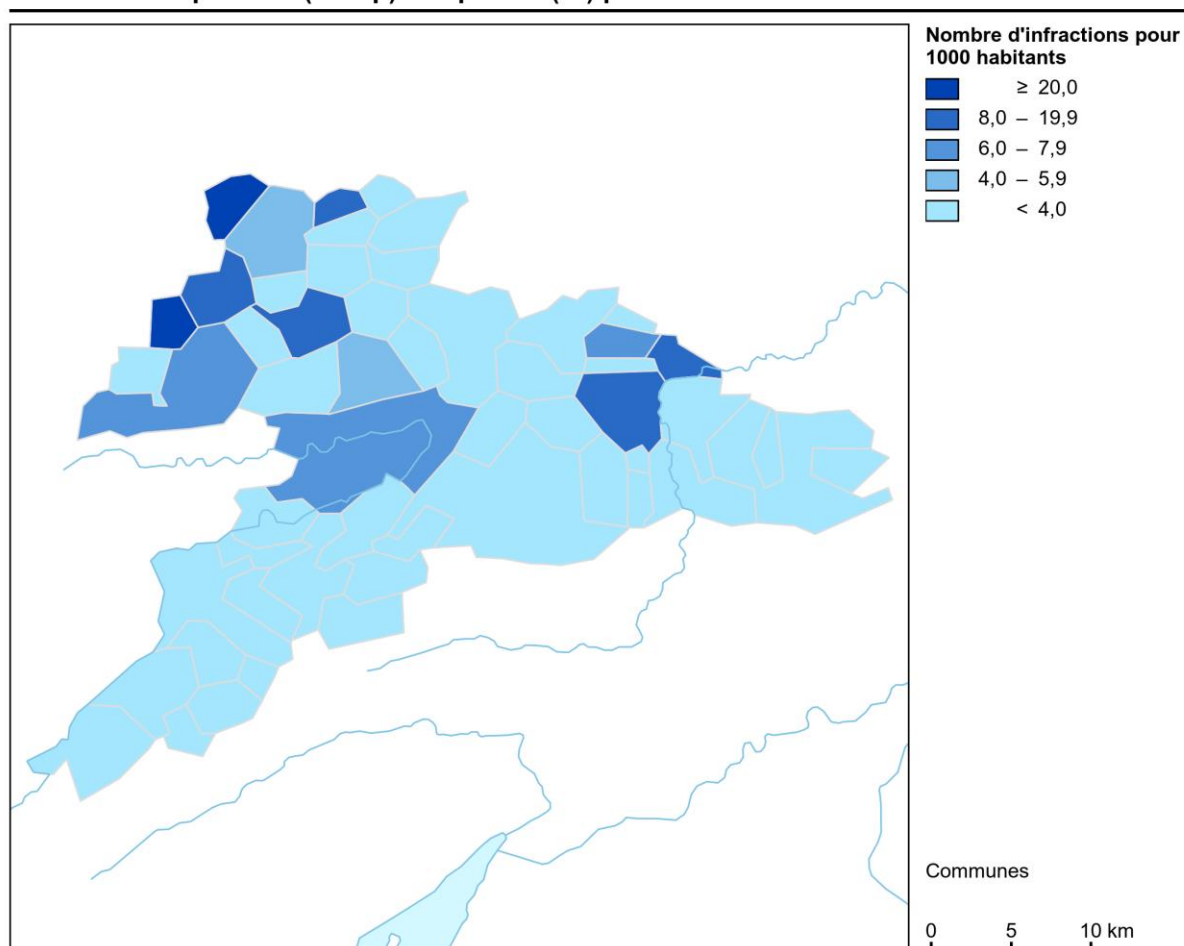 Nombre d'infractions pour
1000 habitants
≥ 20,0
8,0 – 19,9
6,0 – 7,9
4,0 – 5,9
< 4,0
Communes
0 5 10 km